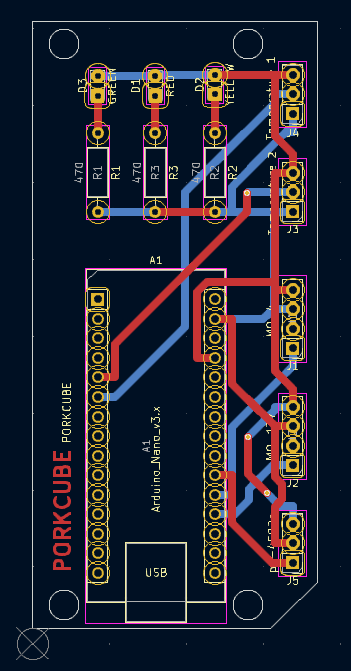 D3
GREEN
D1
RED
D2
YELLOW
J4
470
R1
R1
R3
R3
470
R2
R2
J3
A1
J1
A1
Arduino_Nano_v3.x
PORKCUBE
PORKCUBE
J2
USB
J5